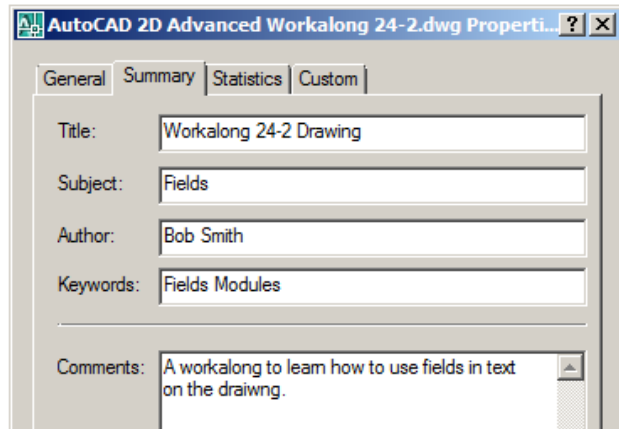 AutoCAD 2D Advanced Workalong 24-2.dwg Properti... ? X
General Summary Statistics Custom
Title: Workalong 24-2 Drawing
Subject: Fields
Author: Bob Smith
Keywords: Fields Modules
Comments: A workalong to learn how to use fields in text
on the draiwng.